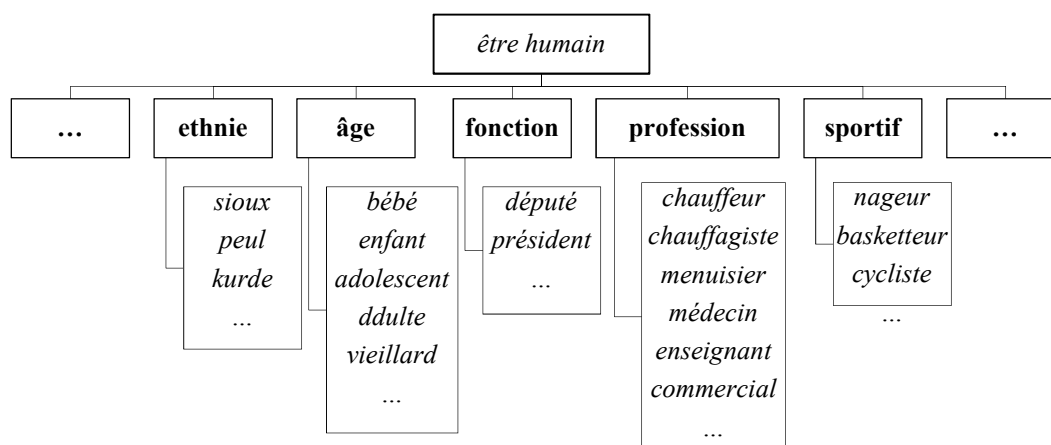 être humain
…
ethnie
âge
fonction
profession
sportif
…
sioux
peul
kurde
…
bébé
enfant
adolescent
ddulte
vieillard
…
député
président
…
chauffeur
chauffagiste
menuisier
médecin
enseignant
commercial
…
nageur
basketteur
cycliste
…